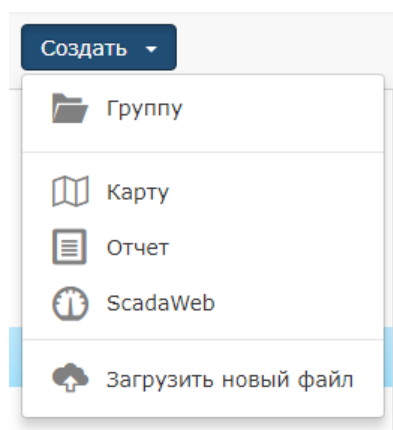 Создать
Группу
Карту
Отчет
ScadaWeb
Загрузить новый файл